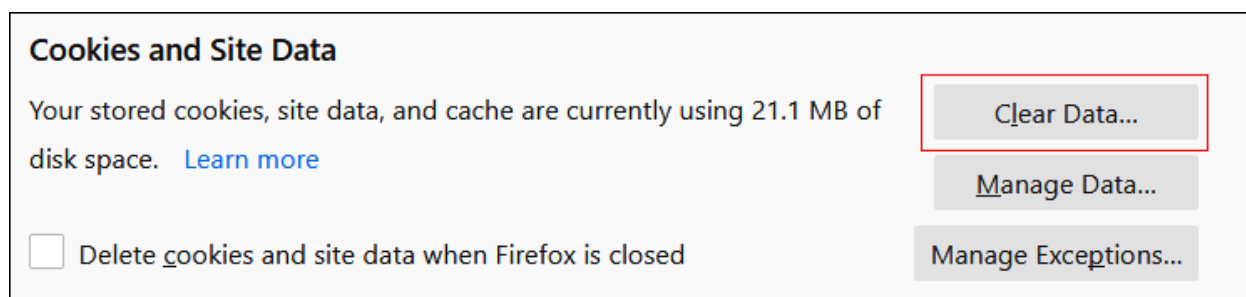 Cookies and Site Data
Your stored cookies, site data, and cache are currently using 21.1 MB of
disk space. Learn more
Clear Data...
Manage Data...
Delete cookies and site data when Firefox is closed
Manage Exceptions...